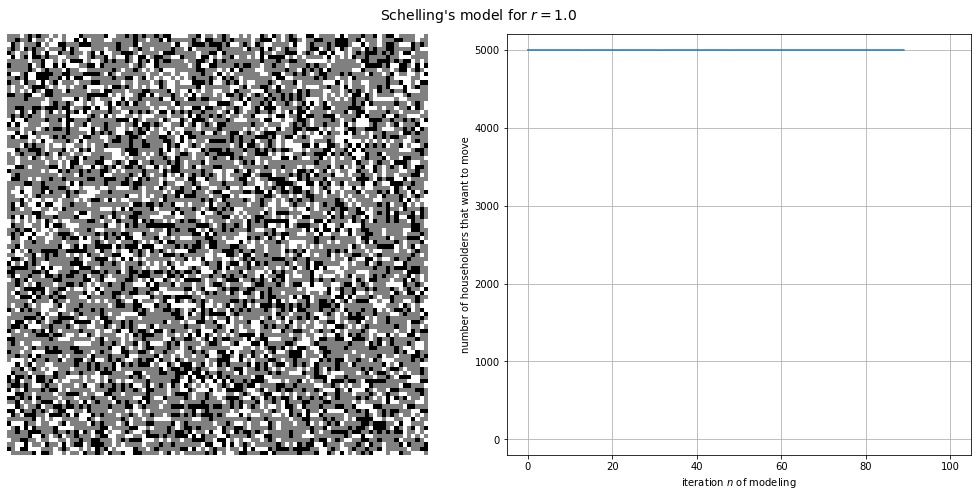 Schelling's model for r = 1.0
number of householders that want to move
5000
4000
3000
2000
1000
0
0 20 40 60 80 100
iteration n of modeling